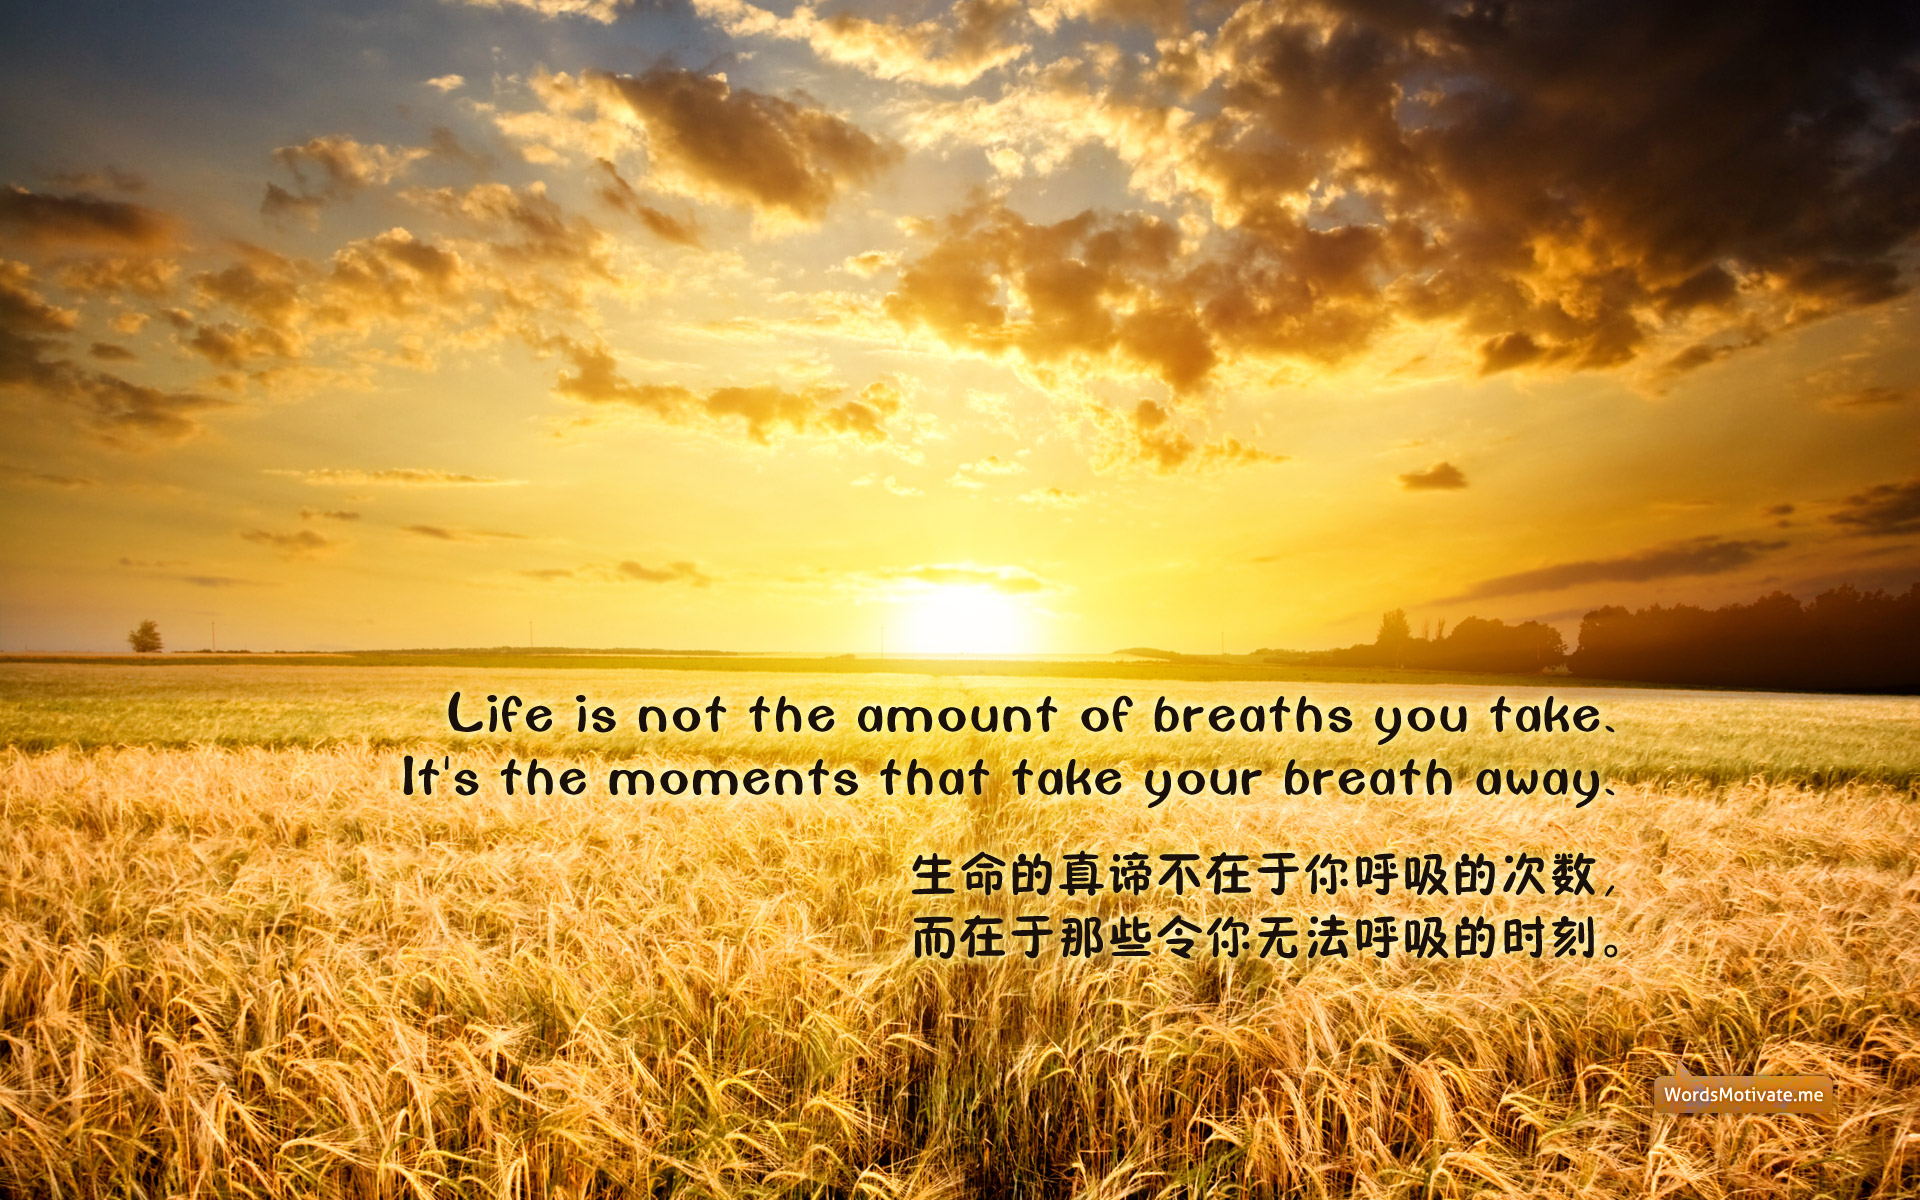 Life is not the amount of breaths you take.
It's the moments that take your breath away.
生命的真谛不在于你呼吸的次数,
而在于那些令你无法呼吸的时刻。
WordsMotivate.me